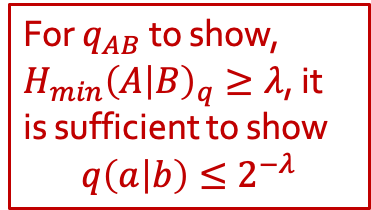 For q_{AB} to show,
H_{min}(A|B)_q ≥ λ, it
is sufficient to show
q(a|b) ≤ 2^{-λ}